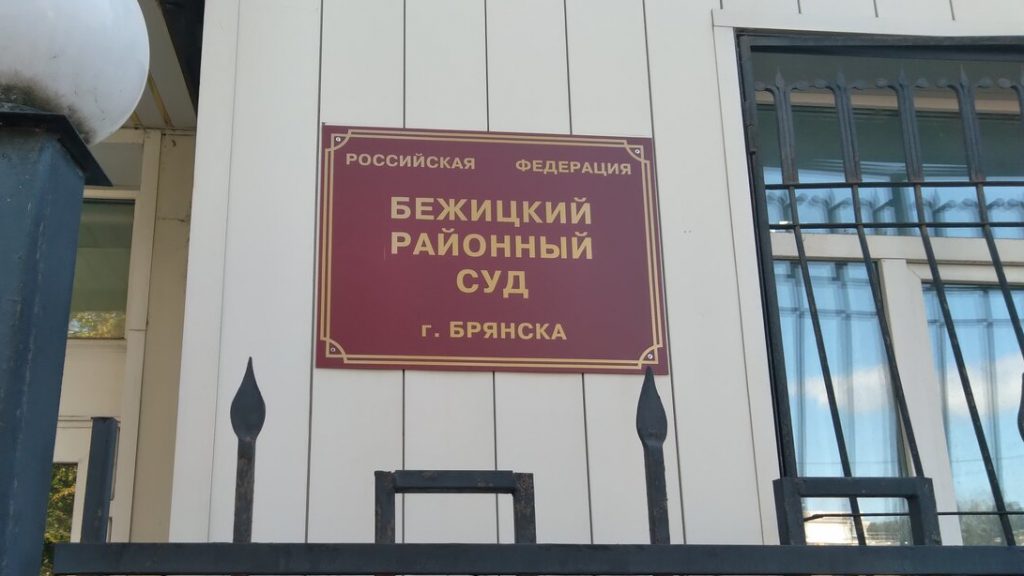 РОССИЙСКАЯ ФЕДЕРАЦИЯ
БЕЖИЦКИЙ
РАЙОННЫЙ
СУД
г. БРЯНСКА